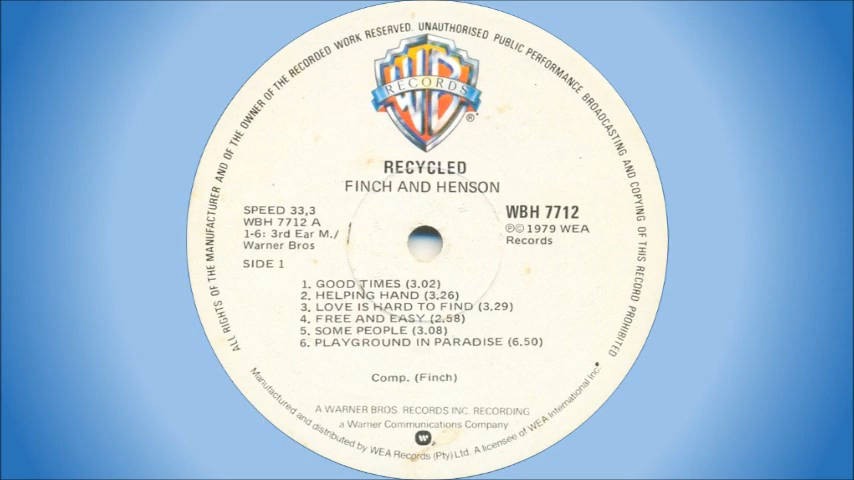 ALL RIGHTS OF THE MANUFACTURER AND OF THE OWNER OF THE RECORDED WORK RESERVED. UNAUTHORISED PUBLIC PERFORMANCE BROADCASTING AND COPYING OF THIS RECORD PROHIBITED
WB
RECORDS
®
RECYCLED
FINCH AND HENSON
SPEED 33,3
WBH 7712 A
1-6: 3rd Ear M./
Warner Bros
SIDE 1
WBH 7712
℗© 1979 WEA
Records
1. GOOD TIMES (3.02)
2. HELPING HAND (3.26)
3. LOVE IS HARD TO FIND (3.29)
4. FREE AND EASY (2.58)
5. SOME PEOPLE (3.08)
6. PLAYGROUND IN PARADISE (6.50)
Comp. (Finch)
A WARNER BROS. RECORDS INC. RECORDING
a Warner Communications Company
W
Manufactured and distributed by WEA Records (Pty) Ltd. A licensee of WEA International Inc.